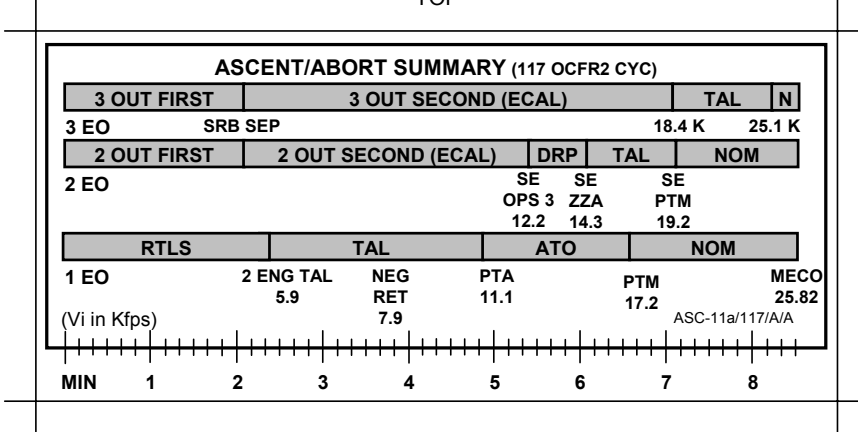 ASCENT/ABORT SUMMARY (117 OCFR2 CYC)
3 OUT FIRST 3 OUT SECOND (ECAL) TAL N
3 EO SRB SEP 18.4 K 25.1 K
2 OUT FIRST 2 OUT SECOND (ECAL) DRP TAL NOM
2 EO SE SE SE
OPS 3 ZZA PTM
12.2 14.3 19.2
RTLS TAL ATO NOM
1 EO 2 ENG TAL NEG PTA PTM MECO
5.9 RET 11.1 17.2 25.82
(Vi in Kfps) 7.9 ASC-11a/117/A/A
MIN 1 2 3 4 5 6 7 8